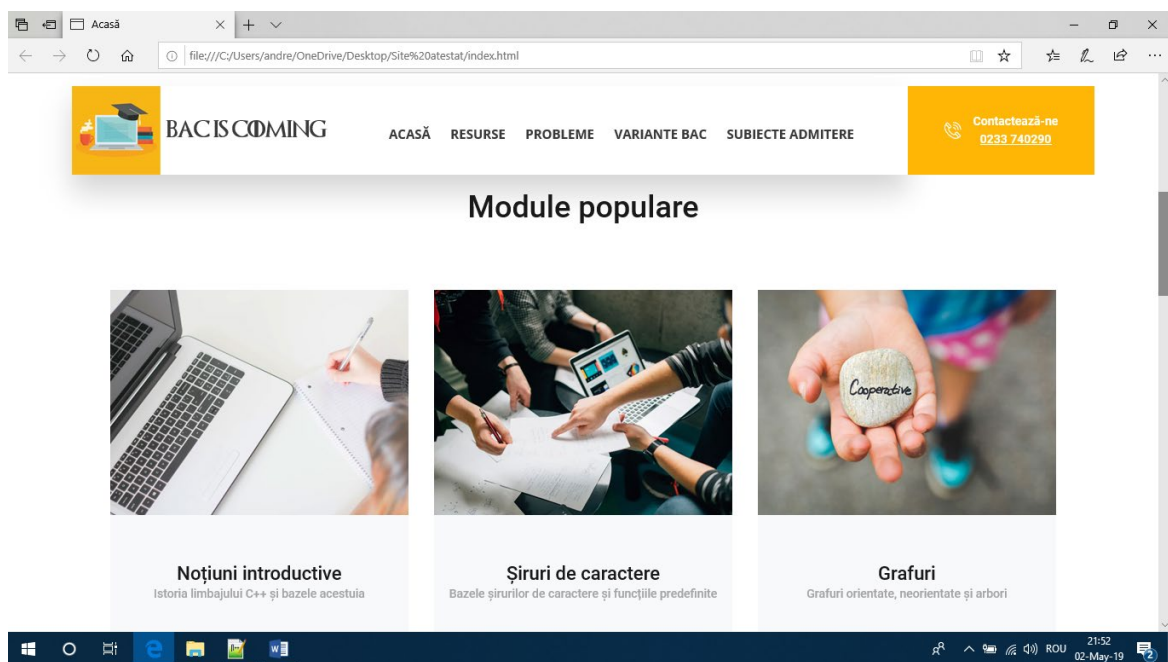 Acasă
file:///C:/Users/andre/OneDrive/Desktop/Site%20atestat/index.html
BAC IS COMING
ACASĂ RESURSE PROBLEME VARIANTE BAC SUBIECTE ADMITERE
Contactează-ne
0233 740290
Module populare
Cooperative
Noțiuni introductive
Istoria limbajului C++ și bazele acestuia
Șiruri de caractere
Bazele șirurilor de caractere și funcțiile predefinite
Grafuri
Grafuri orientate, neorientate și arbori
ROU
21:52
02-May-19
2